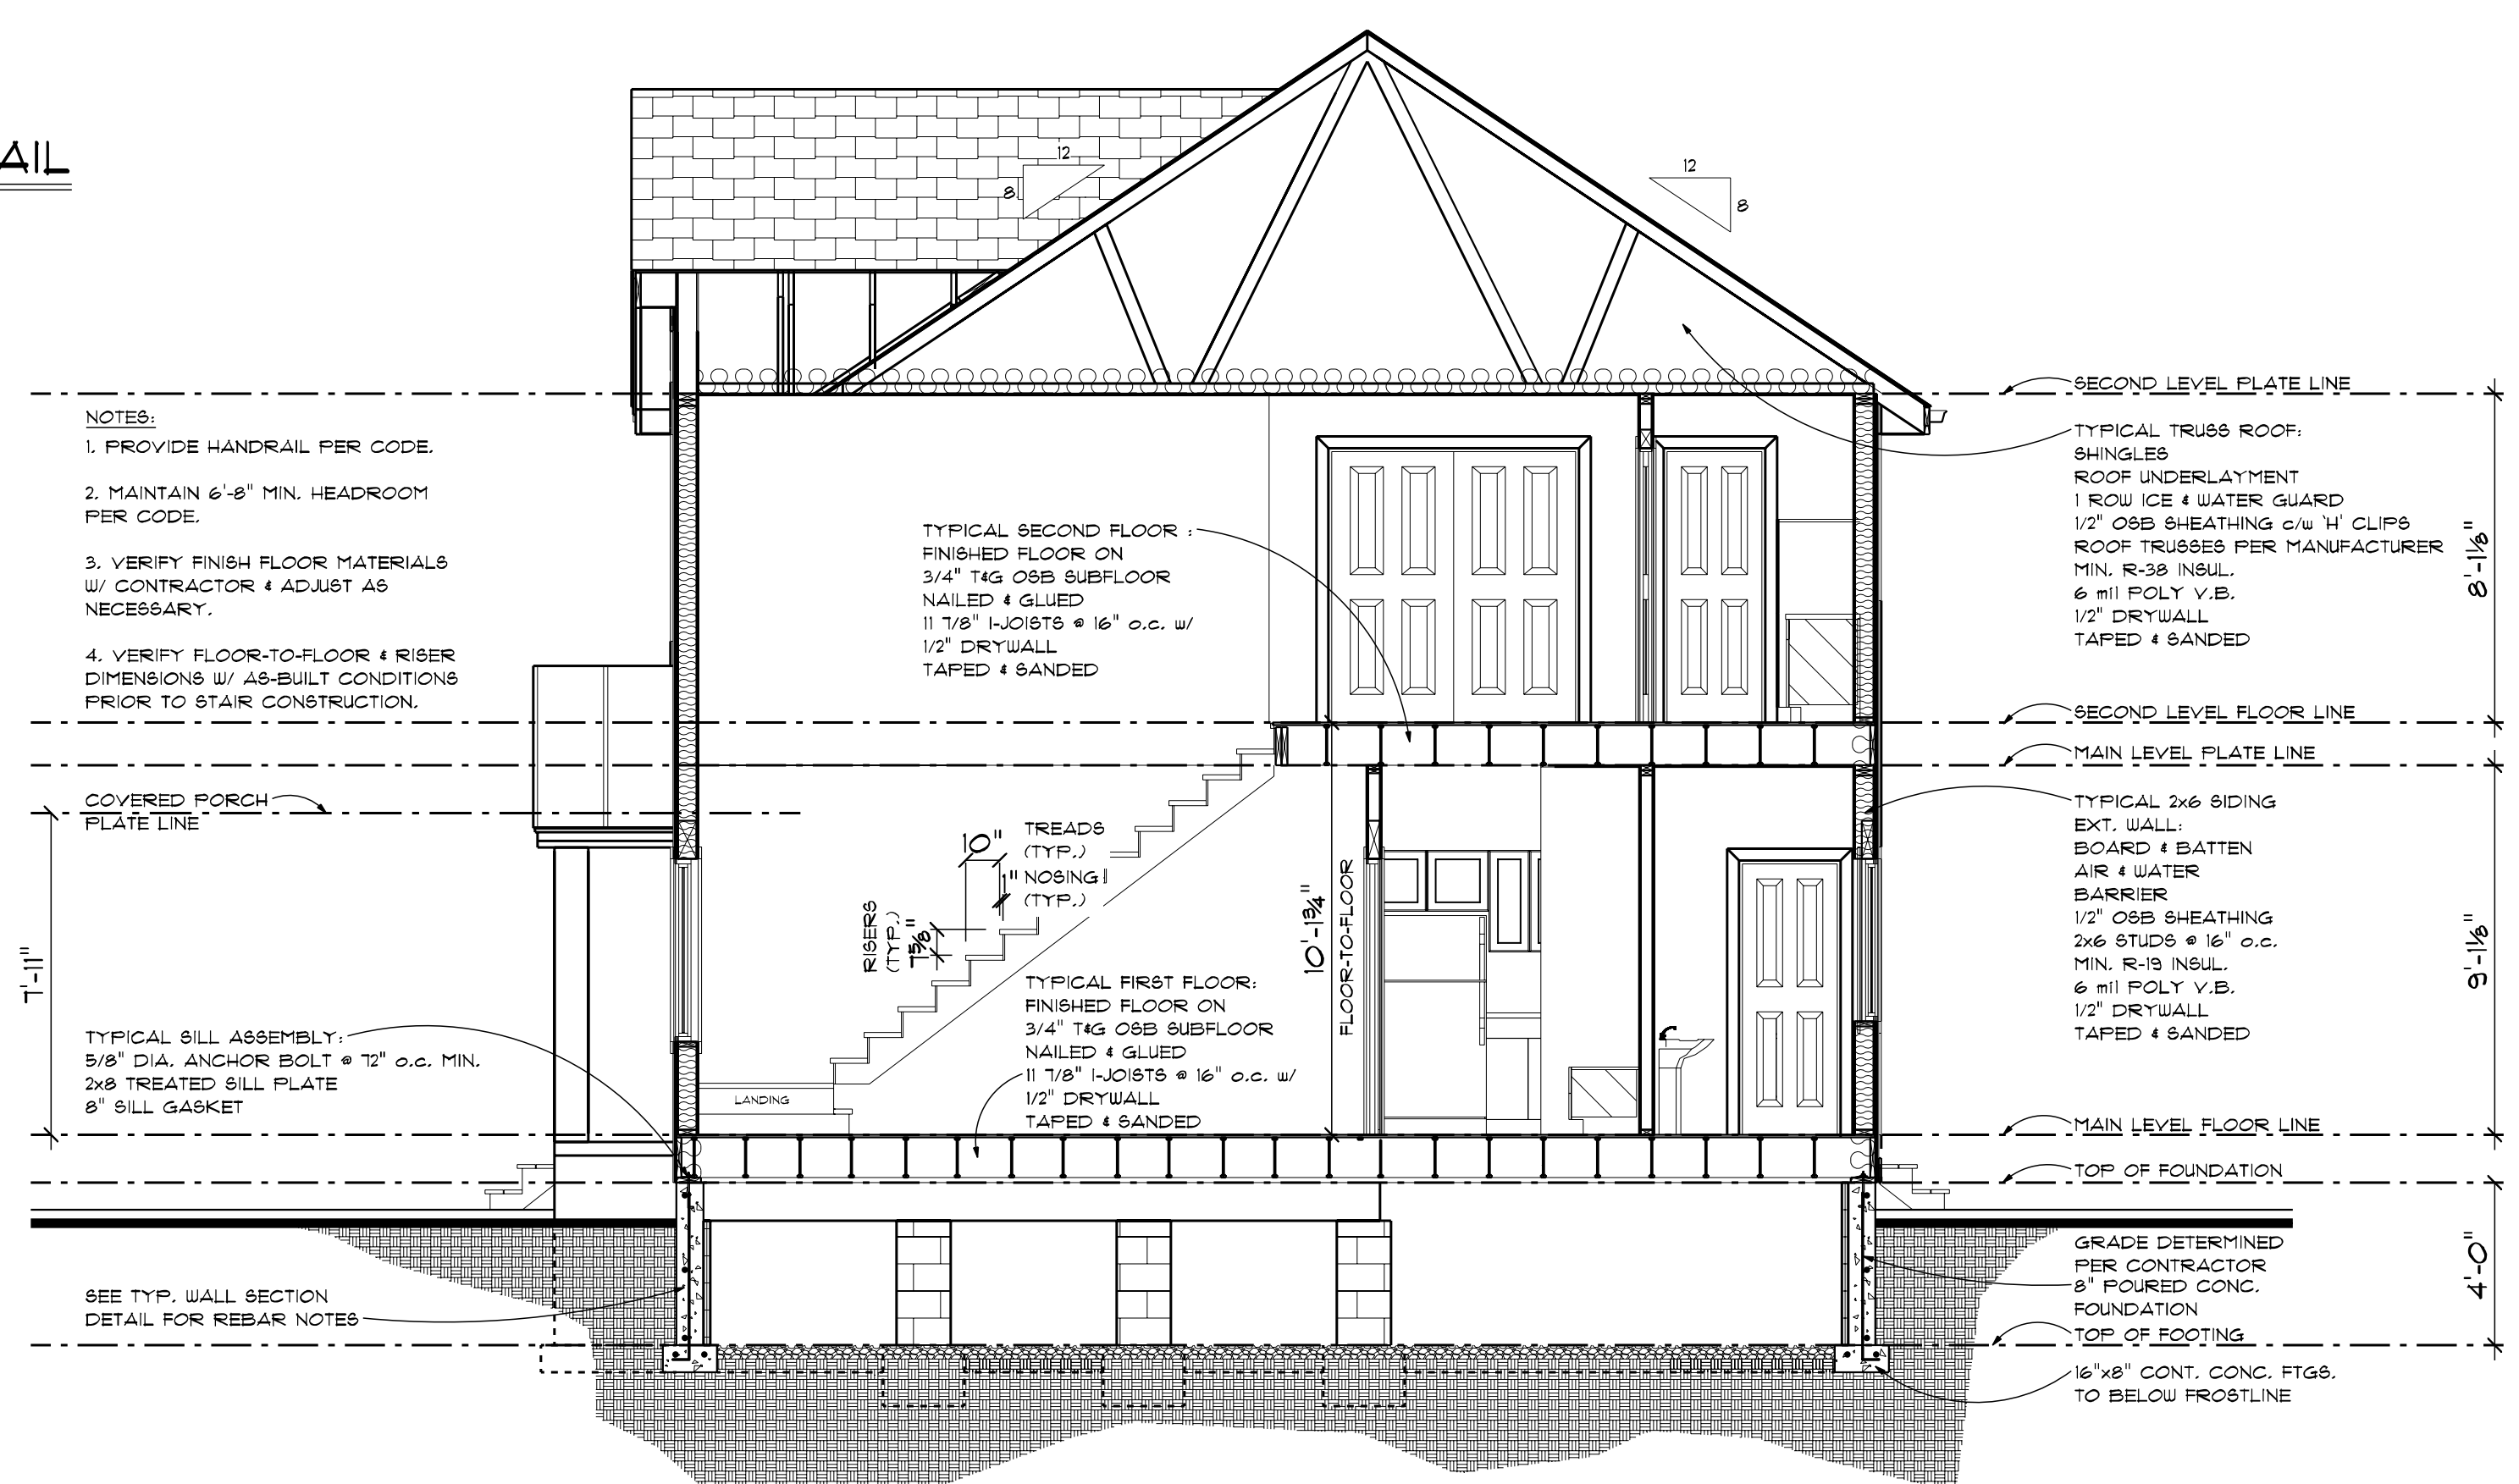 AIL
12
8
12
8
NOTES:
1. PROVIDE HANDRAIL PER CODE.
2. MAINTAIN 6'-8" MIN. HEADROOM
PER CODE.
3. VERIFY FINISH FLOOR MATERIALS
W/ CONTRACTOR & ADJUST AS
NECESSARY.
4. VERIFY FLOOR-TO-FLOOR & RISER
DIMENSIONS W/ AS-BUILT CONDITIONS
PRIOR TO STAIR CONSTRUCTION.
COVERED PORCH
PLATE LINE
7'-11"
TYPICAL SILL ASSEMBLY:
5/8" DIA. ANCHOR BOLT @ 72" o.c. MIN.
2x8 TREATED SILL PLATE
8" SILL GASKET
SEE TYP. WALL SECTION
DETAIL FOR REBAR NOTES
TYPICAL SECOND FLOOR :
FINISHED FLOOR ON
3/4" T&G OSB SUBFLOOR
NAILED & GLUED
11 7/8" I-JOISTS @ 16" o.c. w/
1/2" DRYWALL
TAPED & SANDED
10"
TREADS
(TYP.)
1" NOSING
(TYP.)
RISERS
(TYP.)
7 5/8"
10'-1 3/4"
FLOOR-TO-FLOOR
TYPICAL FIRST FLOOR:
FINISHED FLOOR ON
3/4" T&G OSB SUBFLOOR
NAILED & GLUED
11 7/8" I-JOISTS @ 16" o.c. w/
1/2" DRYWALL
TAPED & SANDED
LANDING
SECOND LEVEL PLATE LINE
TYPICAL TRUSS ROOF:
SHINGLES
ROOF UNDERLAYMENT
1 ROW ICE & WATER GUARD
1/2" OSB SHEATHING c/w 'H' CLIPS
ROOF TRUSSES PER MANUFACTURER
MIN. R-38 INSUL.
6 mil POLY V.B.
1/2" DRYWALL
TAPED & SANDED
8'-1 1/8"
SECOND LEVEL FLOOR LINE
MAIN LEVEL PLATE LINE
TYPICAL 2x6 SIDING
EXT. WALL:
BOARD & BATTEN
AIR & WATER
BARRIER
1/2" OSB SHEATHING
2x6 STUDS @ 16" o.c.
MIN. R-19 INSUL.
6 mil POLY V.B.
1/2" DRYWALL
TAPED & SANDED
9'-1 1/8"
MAIN LEVEL FLOOR LINE
TOP OF FOUNDATION
GRADE DETERMINED
PER CONTRACTOR
8" POURED CONC.
FOUNDATION
4'-0"
TOP OF FOOTING
16"x8" CONT. CONC. FTGS.
TO BELOW FROSTLINE